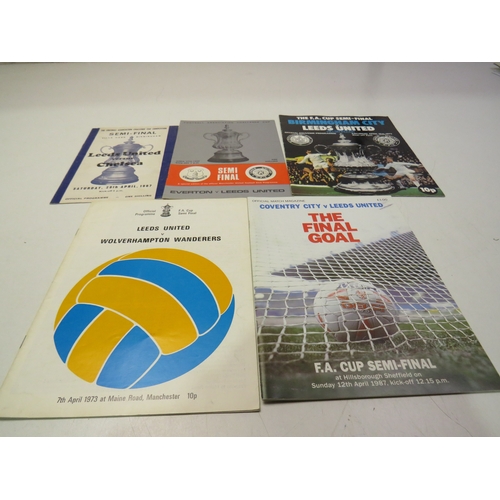 SEMI-FINAL
Leeds United
Chelsea
SATURDAY, 29th APRIL, 1967
SEMI
FINAL
EVERTON - LEEDS UNITED
THE F.A. CUP SEMI-FINAL
BIRMINGHAM CITY
LEEDS UNITED
10p
Official
Programme
F.A. Cup
Semi-Final
LEEDS UNITED
v
WOLVERHAMPTON WANDERERS
7th April 1973 at Maine Road, Manchester 10p
OFFICIAL MATCH MAGAZINE
COVENTRY CITY v LEEDS UNITED
THE
FINAL
GOAL
F.A. CUP SEMI-FINAL
at Hillsborough Sheffield on
Sunday 12th April 1987, kick-off 12.15 p.m.